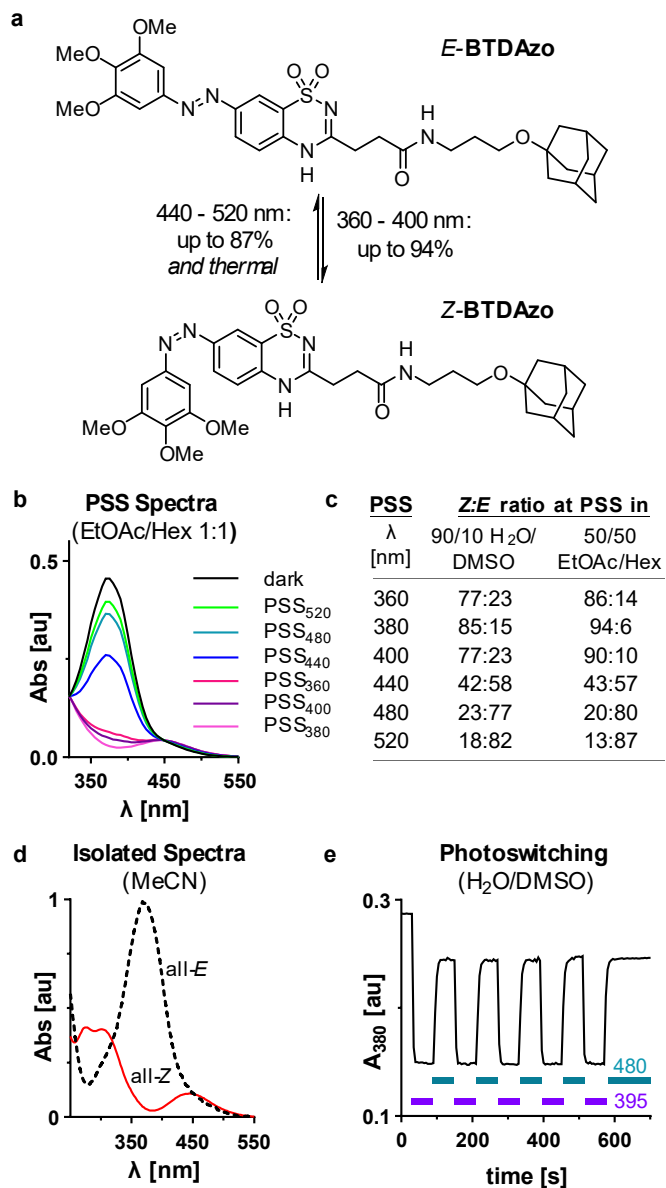 a
E-BTDAzo
MeO
MeO
OMe
N
N
O
O
S
N
N
H
O
H
N
O
440 - 520 nm:
up to 87%
and thermal
360 - 400 nm:
up to 94%
Z-BTDAzo
N
N
O
O
S
N
N
H
O
H
N
O
MeO
OMe
OMe
b
PSS Spectra
(EtOAc/Hex 1:1)
Abs [au]
0.5
0.0
350
450
550
λ [nm]
dark
PSS520
PSS480
PSS440
PSS360
PSS400
PSS380
c
PSS Z:E ratio at PSS in
λ 90/10 H2O/ 50/50
[nm] DMSO EtOAc/Hex
360 77:23 86:14
380 85:15 94:6
400 77:23 90:10
440 42:58 43:57
480 23:77 20:80
520 18:82 13:87
d
Isolated Spectra
(MeCN)
Abs [au]
1
0
all-E
all-Z
350
450
550
λ [nm]
e
Photoswitching
(H2O/DMSO)
A380 [au]
0.3
0.1
480
395
0
200
400
600
time [s]